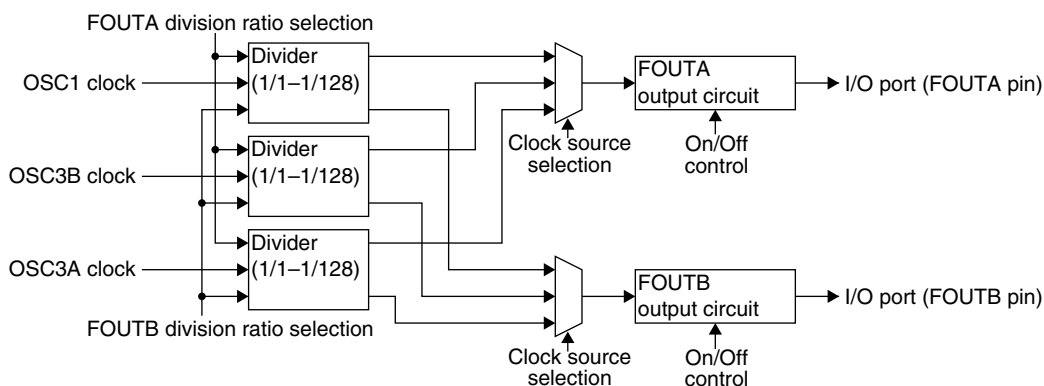 FOUTA division ratio selection
OSC1 clock
Divider
(1/1–1/128)
OSC3B clock
Divider
(1/1–1/128)
OSC3A clock
Divider
(1/1–1/128)
FOUTB division ratio selection
Clock source
selection
FOUTA
output circuit
On/Off
control
I/O port (FOUTA pin)
Clock source
selection
FOUTB
output circuit
On/Off
control
I/O port (FOUTB pin)